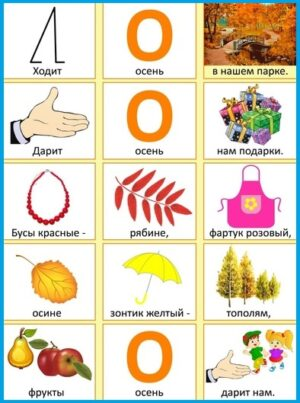 О
Ходит осень в нашем парке.
О
Дарит осень нам подарки.
Бусы красные - рябине, фартук розовый,
осине зонтик желтый - тополям,
О
фрукты осень дарит нам.